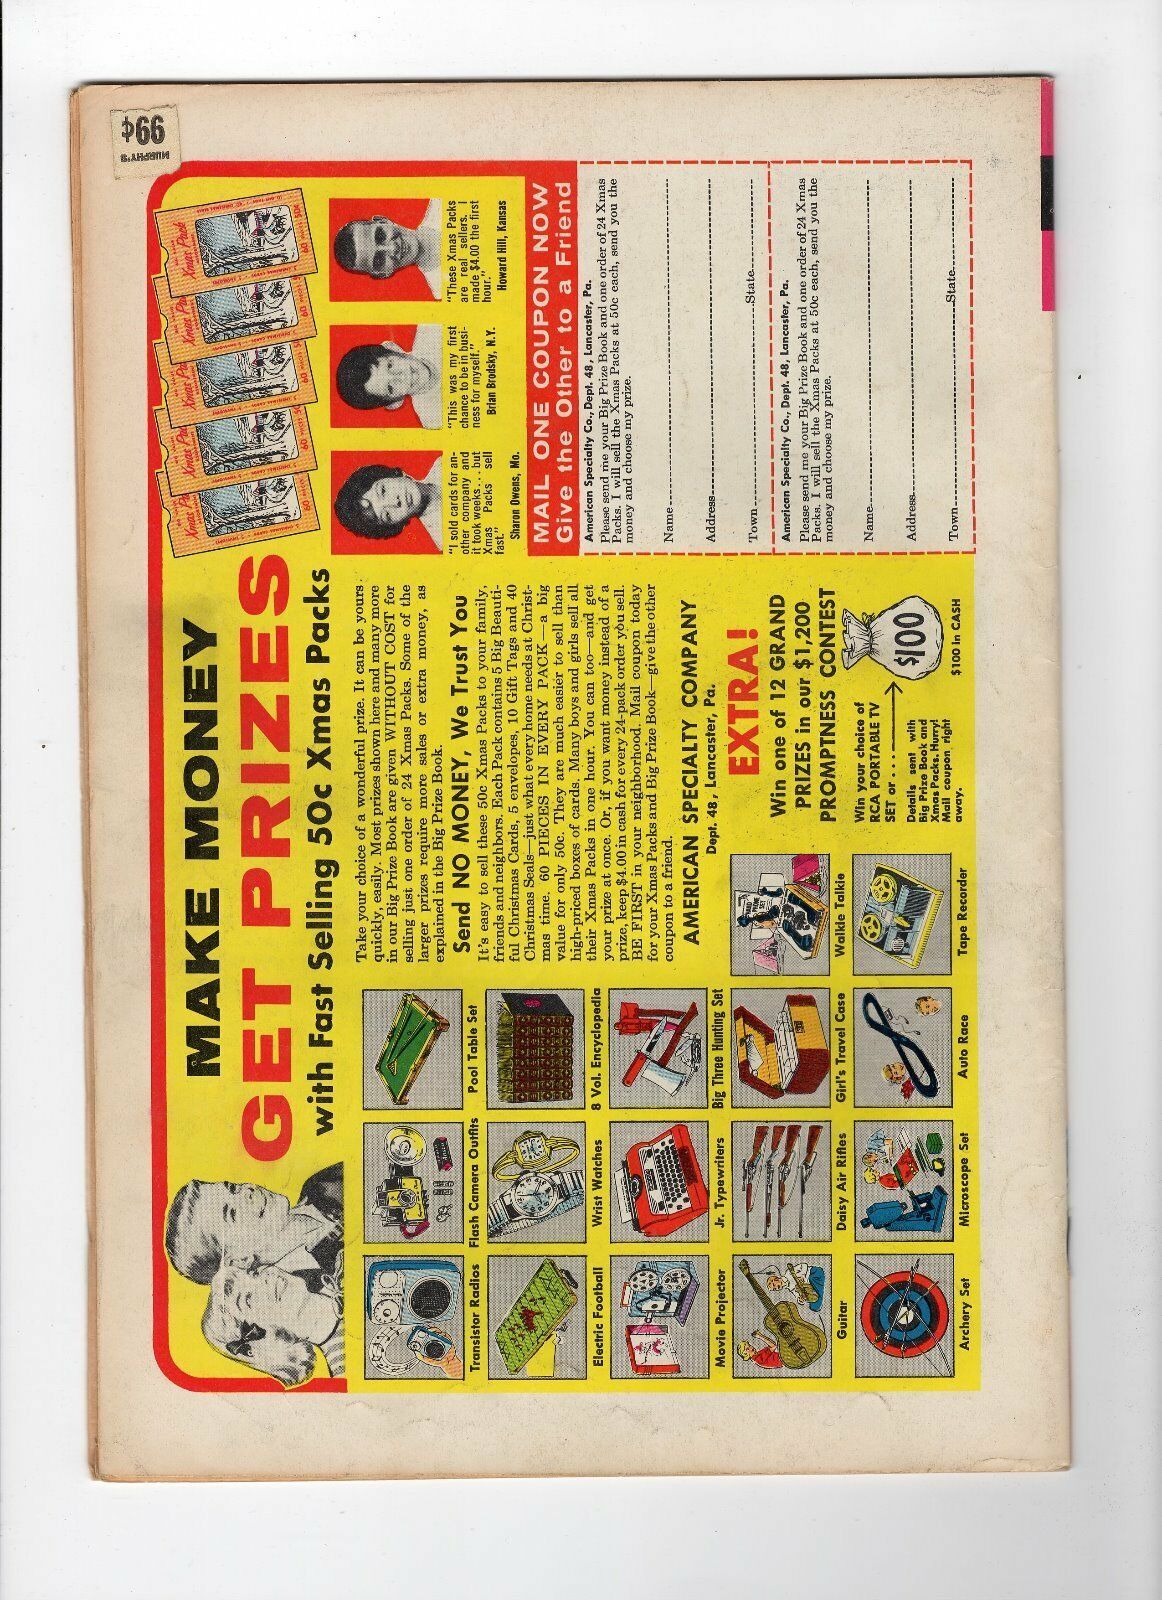 MURPHY'S
66¢
MAKE MONEY
GET PRIZES
with Fast Selling 50c Xmas Packs
Take your choice of a wonderful prize. It can be yours
quickly, easily. Most prizes shown here and many more
in our Big Prize Book are given WITHOUT COST for
selling just one order of 24 Xmas Packs. Some of the
larger prizes require more sales or extra money, as
explained in the Big Prize Book.
Send NO MONEY, We Trust You
It's easy to sell these 50c Xmas Packs to your family,
friends and neighbors. Each Pack contains 5 Big Beauti-
ful Christmas Cards, 5 envelopes, 10 Gift Tags and 40
Christmas Seals—just what every home needs at Christ-
mas time. 60 PIECES IN EVERY PACK—a big
value for only 50c. They are much easier to sell than
high-priced boxes of cards. Many boys and girls sell all
their Xmas Packs in one hour. You can too—and get
your prize at once. Or, if you want money instead of a
prize, keep $4.00 in cash for every 24-pack order you sell.
BE FIRST in your neighborhood. Mail coupon today
for your Xmas Packs and Big Prize Book—give the other
coupon to a friend.
AMERICAN SPECIALTY COMPANY
Dept. 48, Lancaster, Pa.
EXTRA!
Win one of 12 GRAND
PRIZES in our $1,200
PROMPTNESS CONTEST
Win your choice of
RCA PORTABLE TV
SET or . . . .
Details sent with
Big Prize Book and
Xmas Packs. Hurry!
Mail coupon right
away.
$100
$100 in CASH
Transistor Radios
Flash Camera Outfits
Pool Table Set
Electric Football
Wrist Watches
8 Vol. Encyclopedia
Movie Projector
Jr. Typewriters
Big Three Hunting Set
Guitar
Daisy Air Rifles
Girl's Travel Case
Walkie Talkie
Archery Set
Microscope Set
Auto Race
Tape Recorder
Xmas Pack
Xmas Pack
Xmas Pack
Xmas Pack
Xmas Pack
"I sold cards for an-
other company and
it took weeks...but
Xmas Packs sell
fast."
Sharon Owens, Mo.
"This was my first
chance to be in busi-
ness for myself."
Brian Brodsky, N.Y.
"These Xmas Packs
are real sellers. I
made $4.00 the first
hour."
Howard Hill, Kansas
MAIL ONE COUPON NOW
Give the Other to a Friend
American Specialty Co., Dept. 48, Lancaster, Pa.
Please send me your Big Prize Book and one order of 24 Xmas
Packs. I will sell the Xmas Packs at 50c each, send you the
money and choose my prize.
Name
Address
Town State
American Specialty Co., Dept. 48, Lancaster, Pa.
Please send me your Big Prize Book and one order of 24 Xmas
Packs. I will sell the Xmas Packs at 50c each, send you the
money and choose my prize.
Name
Address
Town State